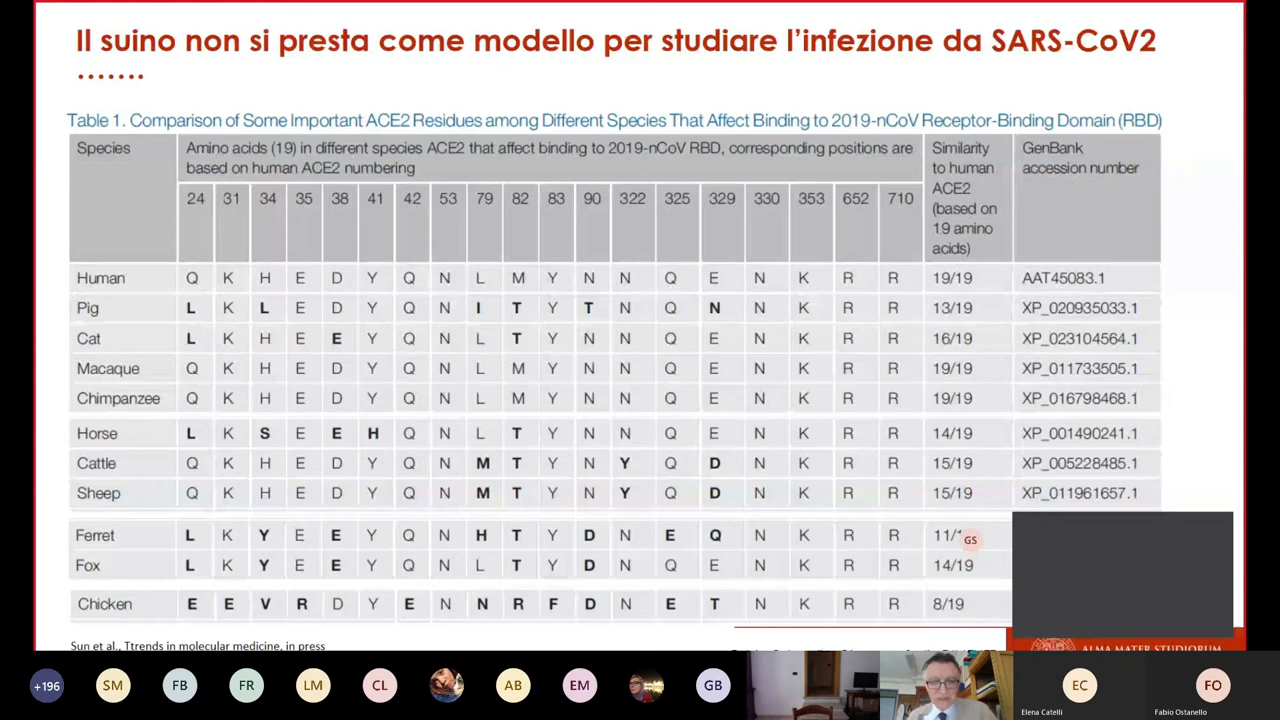 Il suino non si presta come modello per studiare l’infezione da SARS-CoV2
…….
Table 1. Comparison of Some Important ACE2 Residues among Different Species That Affect Binding to 2019-nCoV Receptor-Binding Domain (RBD)
Species Amino acids (19) in different species ACE2 that affect binding to 2019-nCoV RBD, corresponding positions are Similarity GenBank
based on human ACE2 numbering to human accession number
ACE2
24 31 34 35 38 41 42 53 79 82 83 90 322 325 329 330 353 652 710 (based on
19 amino
acids)
Human Q K H E D Y Q N L M Y N N Q E N K R R 19/19 AAT45083.1
Pig L K L E D Y Q N I T Y T N Q N N K R R 13/19 XP_020935033.1
Cat L K H E E Y Q N L T Y N N Q E N K R R 16/19 XP_023104564.1
Macaque Q K H E D Y Q N L M Y N N Q E N K R R 19/19 XP_011733505.1
Chimpanzee Q K H E D Y Q N L M Y N N Q E N K R R 19/19 XP_016798468.1
Horse L K S E E H Q N L T Y N N Q E N K R R 14/19 XP_001490241.1
Cattle Q K H E D Y Q N M T Y N Y Q D N K R R 15/19 XP_005228485.1
Sheep Q K H E D Y Q N M T Y N Y Q D N K R R 15/19 XP_011961657.1
Ferret L K Y E E Y Q N H T Y D N E Q N K R R 11/ GS
Fox L K Y E E Y Q N L T Y D N Q E N K R R 14/19
Chicken E E V R D Y E N N R F D N E T N K R R 8/19
Sun et al., Ttrends in molecular medicine, in press
ALMA MATER STUDIORUM
+196 SM FB FR LM CL AB EM GB EC FO
Elena Catelli Fabio Ostanello